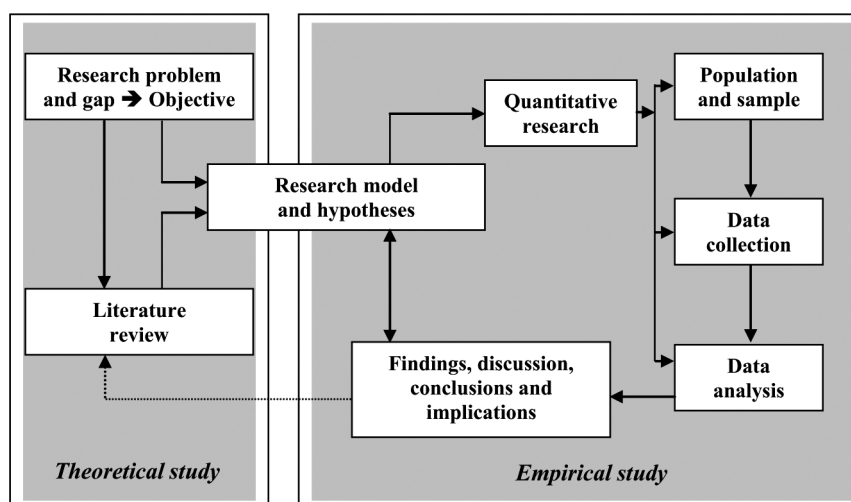 Research problem
and gap ➔ Objective
Quantitative
research
Population
and sample
Research model
and hypotheses
Data
collection
Literature
review
Findings, discussion,
conclusions and
implications
Data
analysis
Theoretical study
Empirical study